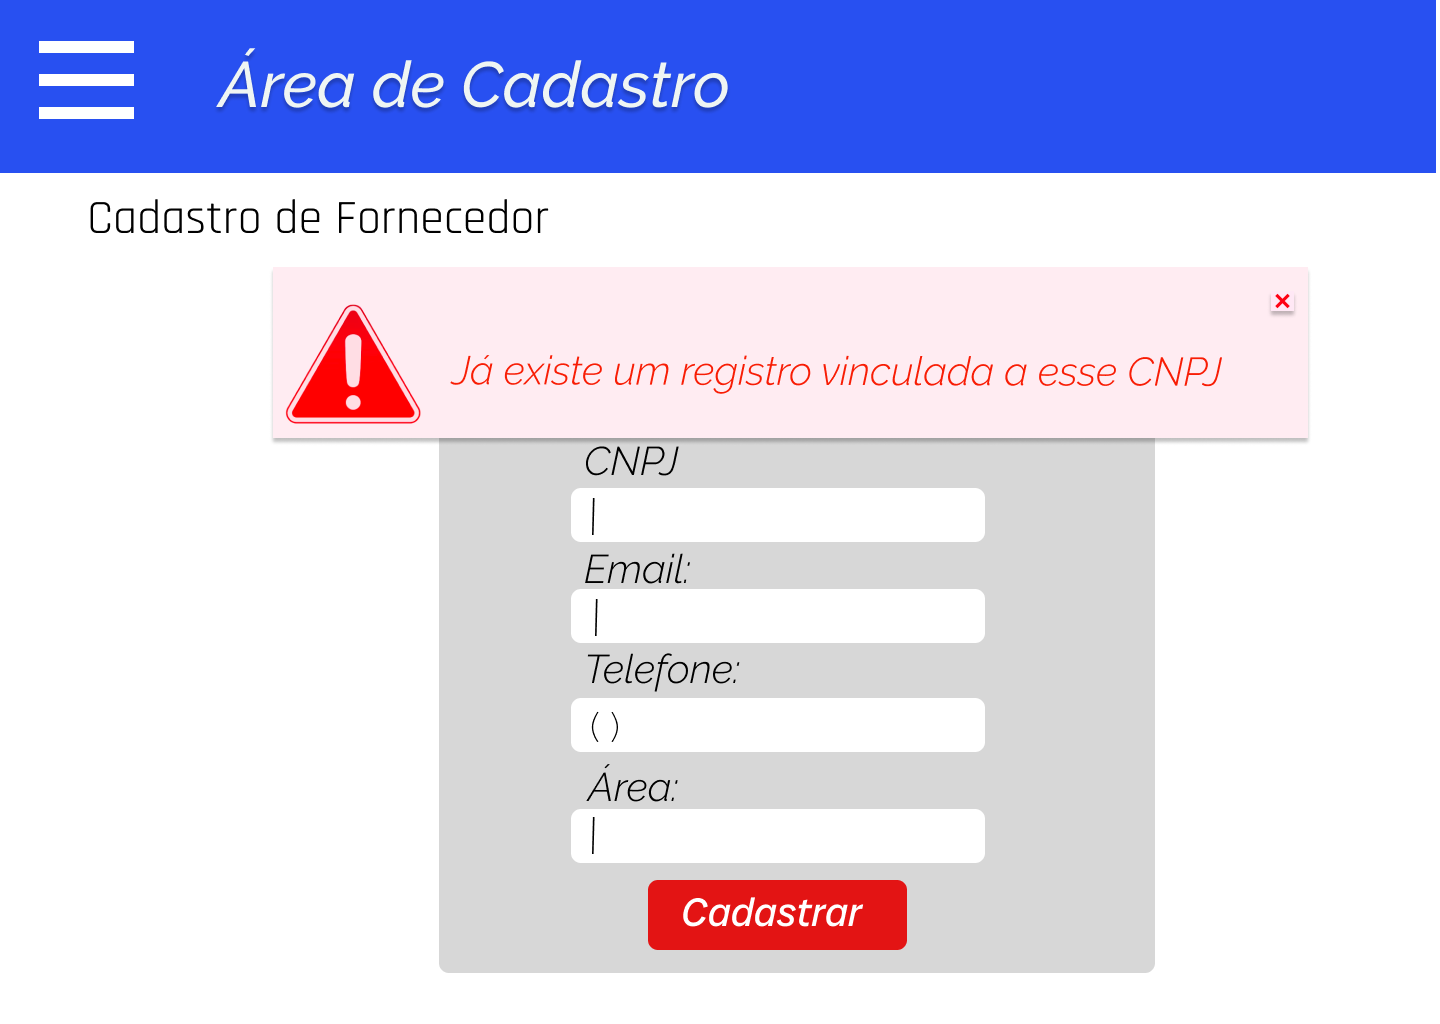 Área de Cadastro
Cadastro de Fornecedor
×
Já existe um registro vinculada a esse CNPJ
CNPJ
|
Email:
|
Telefone:
( )
Área:
|
Cadastrar